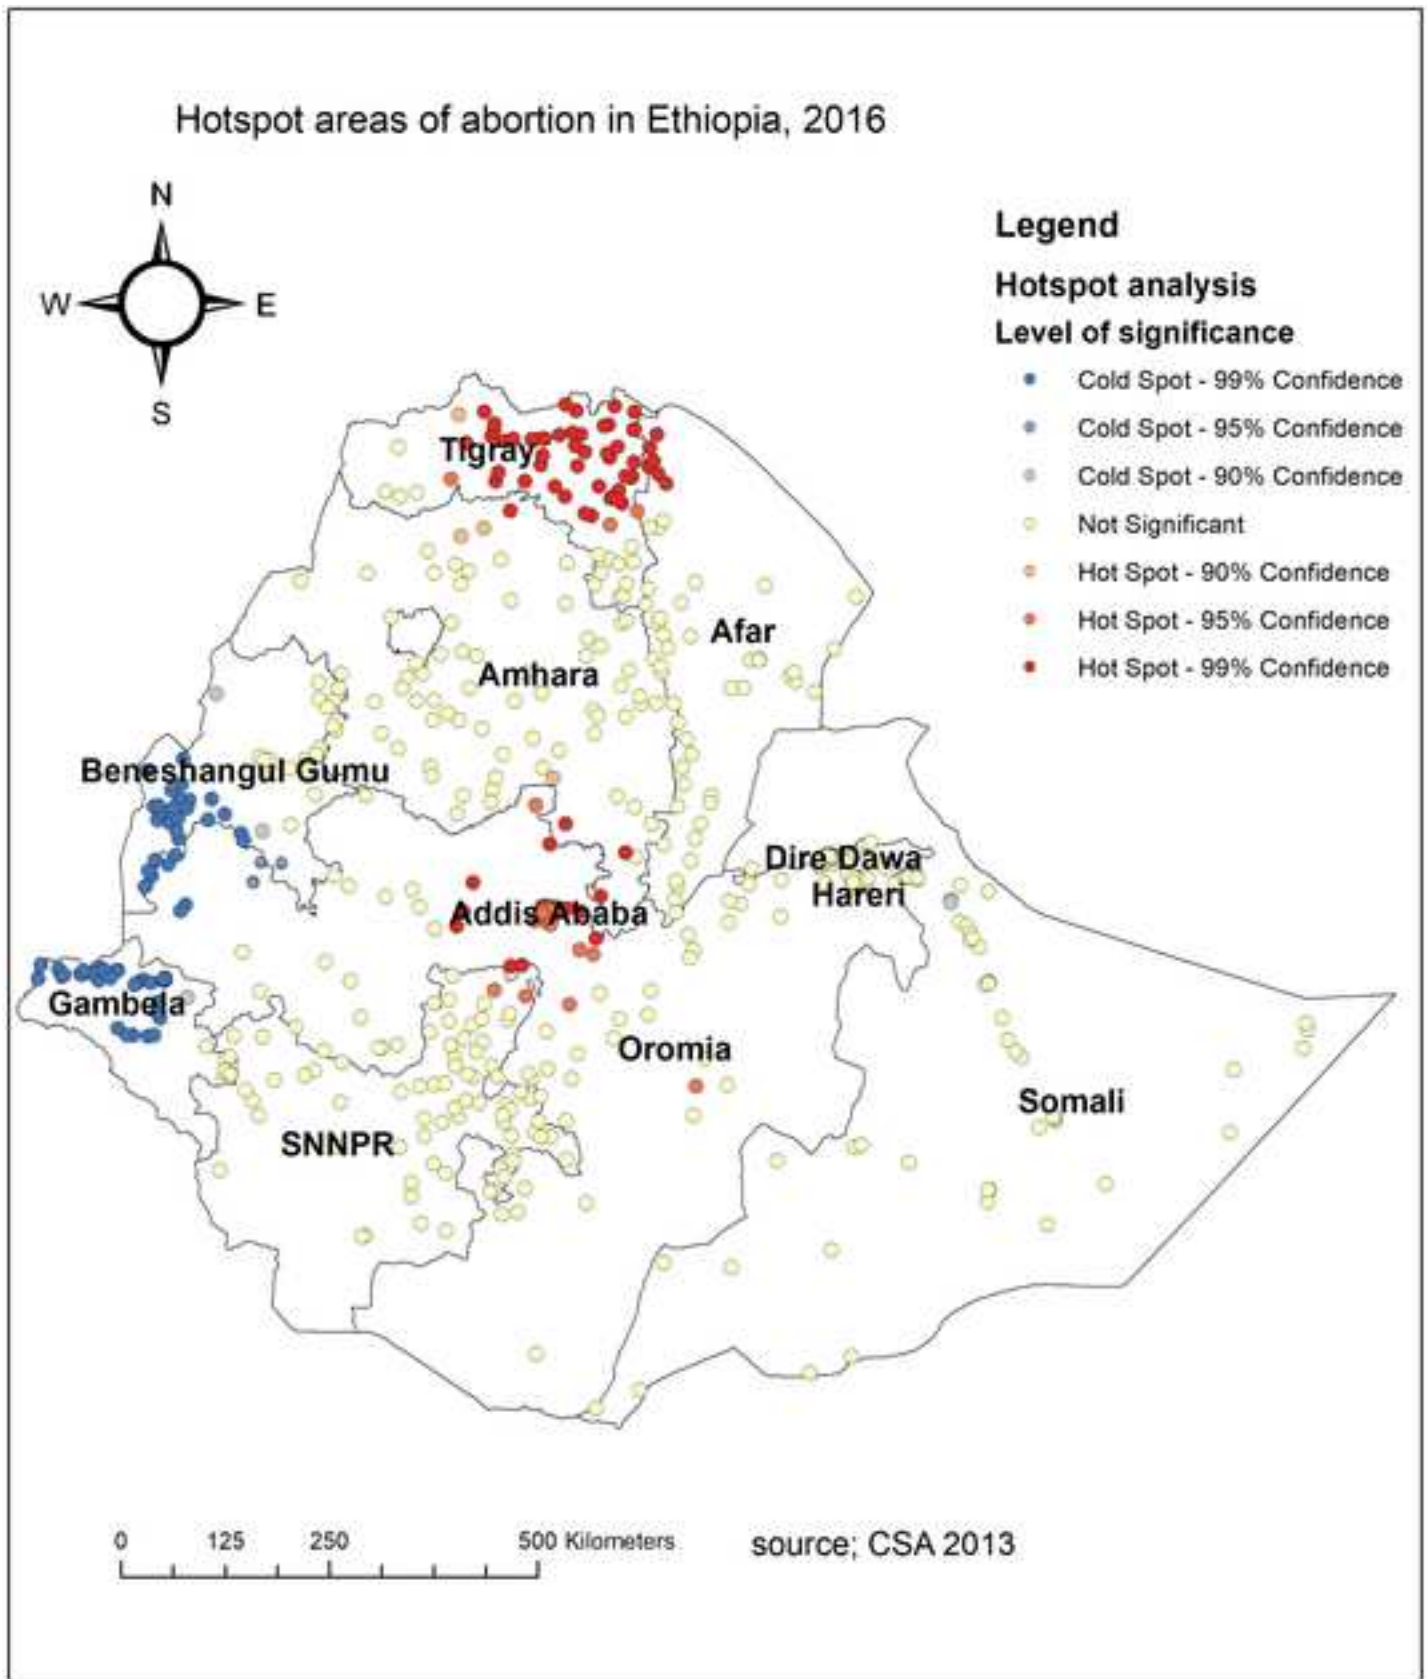 Hotspot areas of abortion in Ethiopia, 2016
N
W
E
S
Legend
Hotspot analysis
Level of significance
Cold Spot - 99% Confidence
Cold Spot - 95% Confidence
Cold Spot - 90% Confidence
Not Significant
Hot Spot - 90% Confidence
Hot Spot - 95% Confidence
Hot Spot - 99% Confidence
Tigray
Afar
Amhara
Beneshangul Gumu
Dire Dawa
Hareri
Addis Ababa
Gambela
Oromia
Somali
SNNPR
0 125 250 500 Kilometers
source; CSA 2013